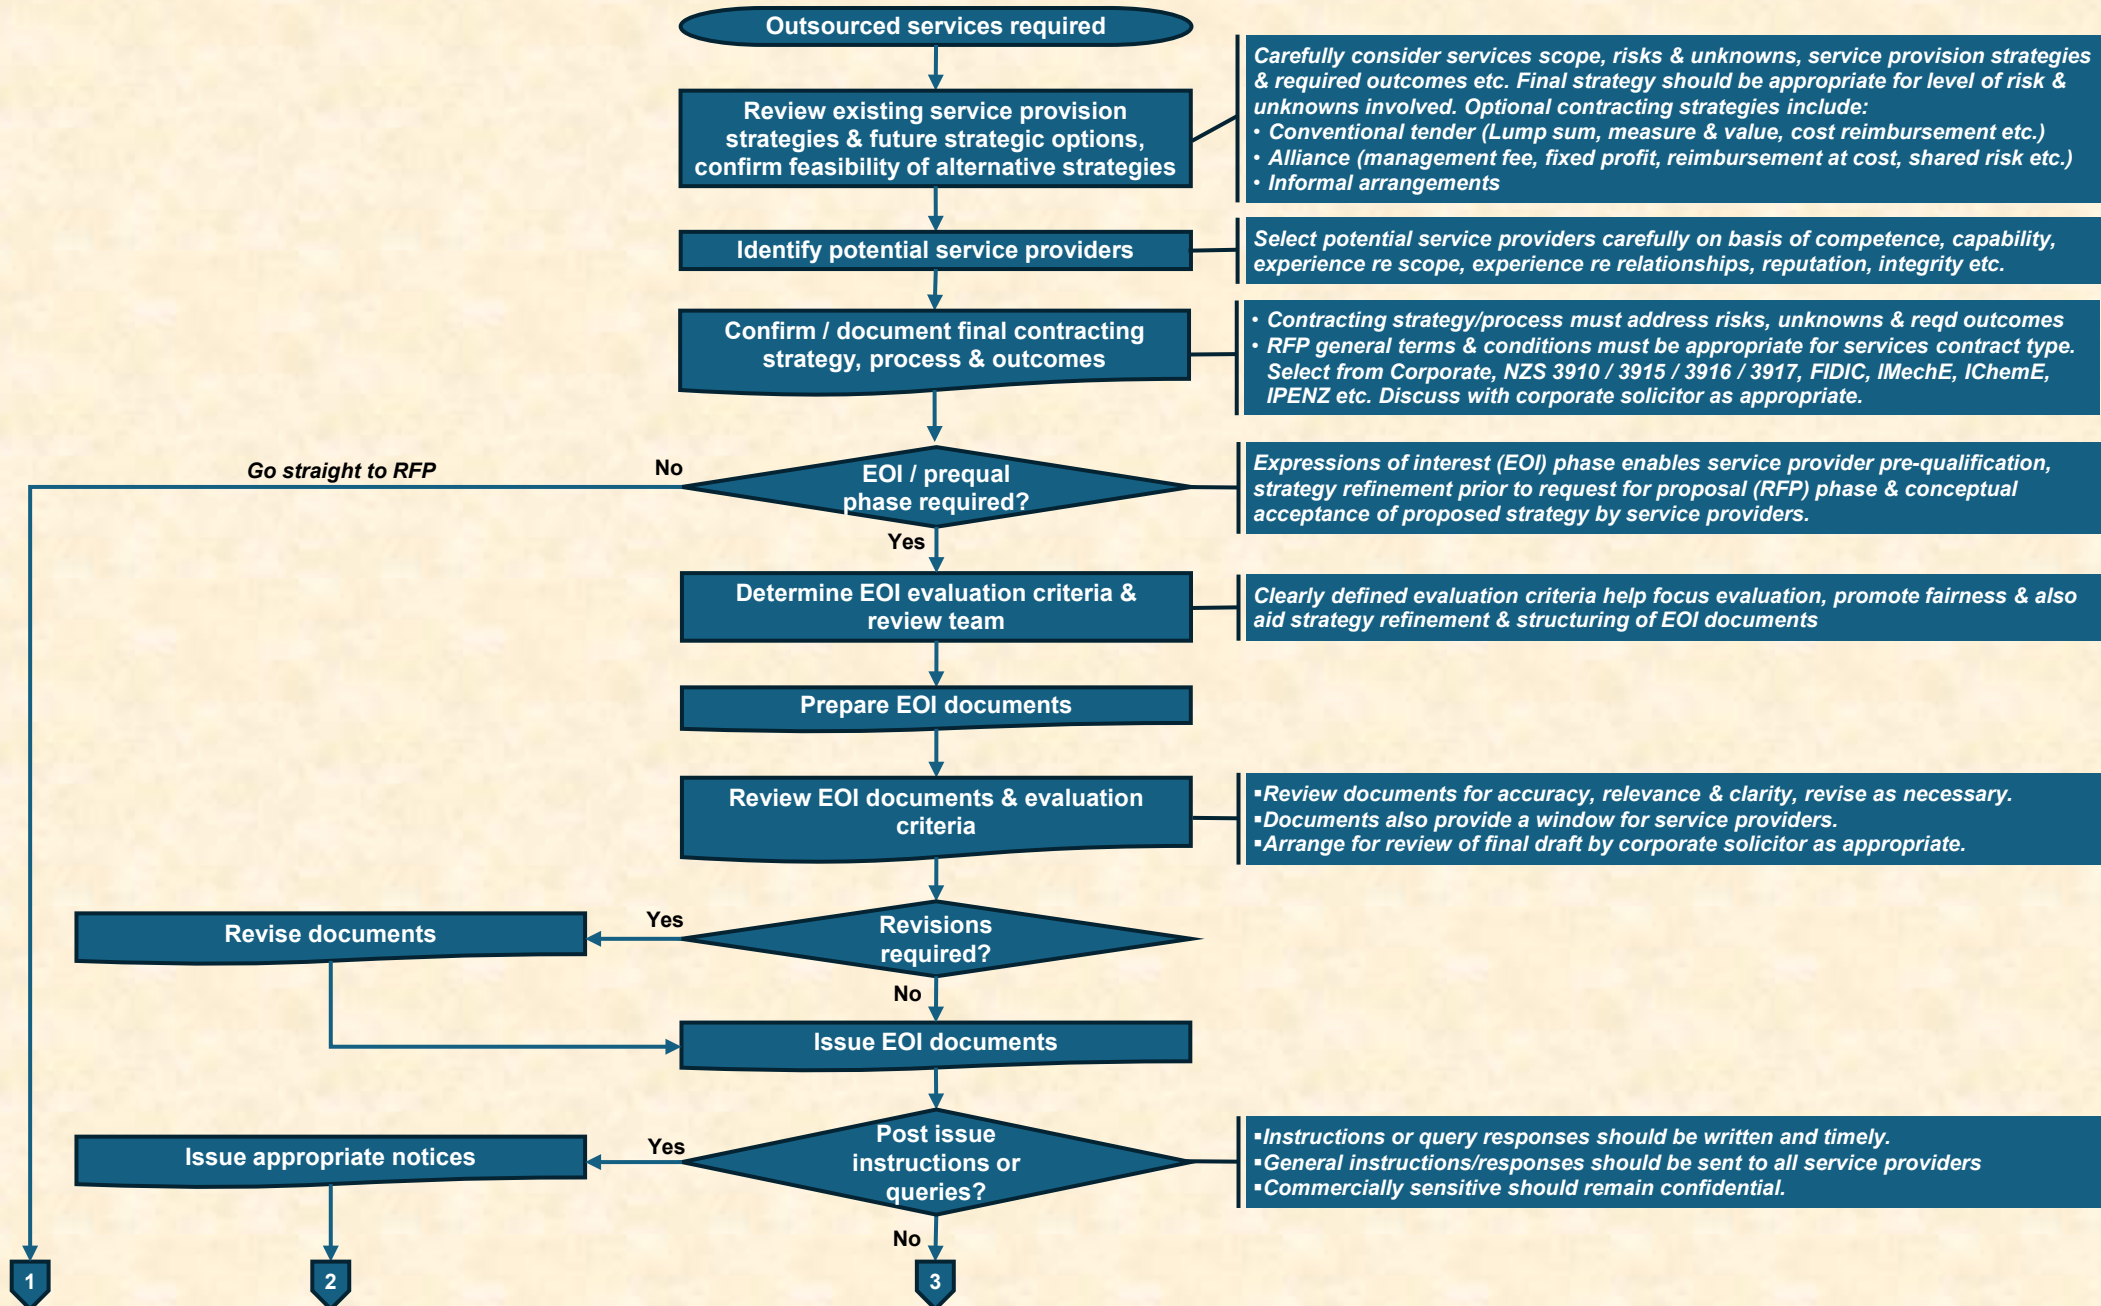 Outsourced services required
Carefully consider services scope, risks & unknowns, service provision strategies
& required outcomes etc. Final strategy should be appropriate for level of risk &
unknowns involved. Optional contracting strategies include:
• Conventional tender (Lump sum, measure & value, cost reimbursement etc.)
• Alliance (management fee, fixed profit, reimbursement at cost, shared risk etc.)
• Informal arrangements
Review existing service provision
strategies & future strategic options,
confirm feasibility of alternative strategies
Identify potential service providers
Select potential service providers carefully on basis of competence, capability,
experience re scope, experience re relationships, reputation, integrity etc.
Confirm / document final contracting
strategy, process & outcomes
• Contracting strategy/process must address risks, unknowns & reqd outcomes
• RFP general terms & conditions must be appropriate for services contract type.
Select from Corporate, NZS 3910 / 3915 / 3916 / 3917, FIDIC, IMechE, IChemE,
IPENZ etc. Discuss with corporate solicitor as appropriate.
Go straight to RFP
No
EOI / prequal
phase required?
Expressions of interest (EOI) phase enables service provider pre-qualification,
strategy refinement prior to request for proposal (RFP) phase & conceptual
acceptance of proposed strategy by service providers.
Yes
Determine EOI evaluation criteria &
review team
Clearly defined evaluation criteria help focus evaluation, promote fairness & also
aid strategy refinement & structuring of EOI documents
Prepare EOI documents
Review EOI documents & evaluation
criteria
▪Review documents for accuracy, relevance & clarity, revise as necessary.
▪Documents also provide a window for service providers.
▪Arrange for review of final draft by corporate solicitor as appropriate.
Revise documents
Yes
Revisions
required?
No
Issue EOI documents
Issue appropriate notices
Yes
Post issue
instructions or
queries?
▪Instructions or query responses should be written and timely.
▪General instructions/responses should be sent to all service providers
▪Commercially sensitive should remain confidential.
No
1
2
3